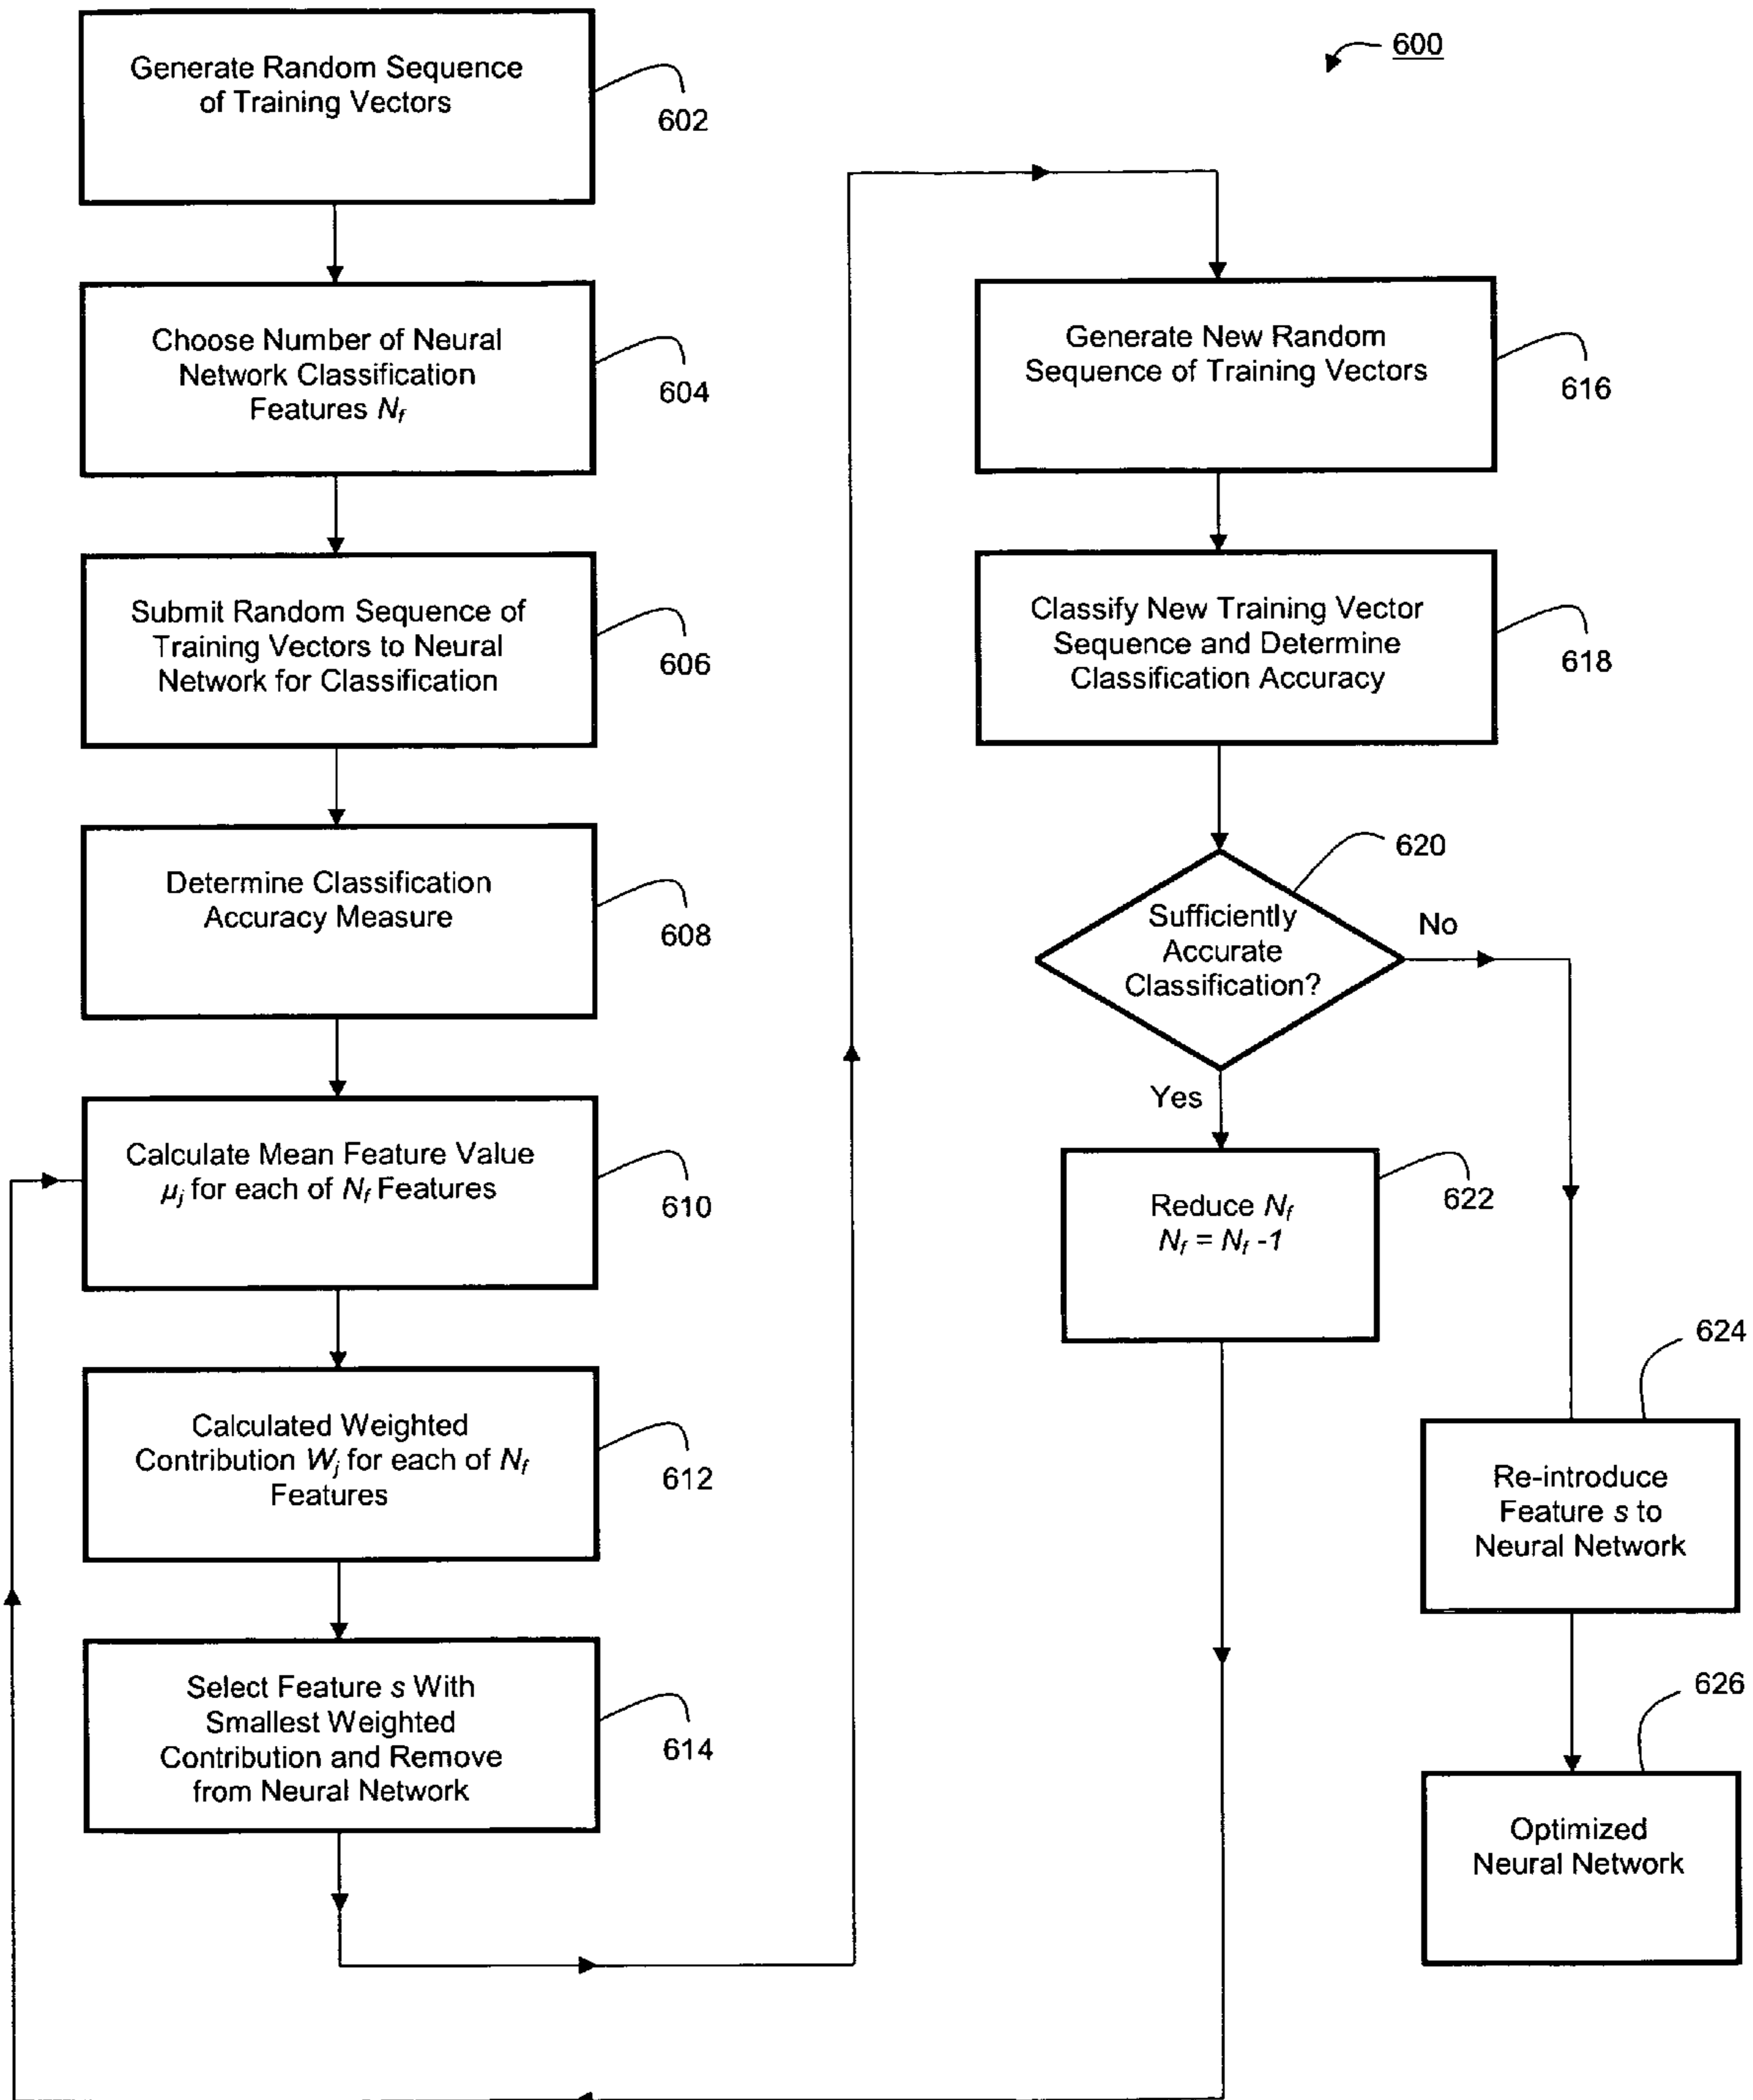 600
Generate Random Sequence
of Training Vectors
602
Choose Number of Neural
Network Classification
Features Nf
604
Submit Random Sequence of
Training Vectors to Neural
Network for Classification
606
Determine Classification
Accuracy Measure
608
Calculate Mean Feature Value
μj for each of Nf Features
610
Calculated Weighted
Contribution Wj for each of Nf
Features
612
Select Feature s With
Smallest Weighted
Contribution and Remove
from Neural Network
614
Generate New Random
Sequence of Training Vectors
616
Classify New Training Vector
Sequence and Determine
Classification Accuracy
618
Sufficiently
Accurate
Classification?
620
No
Yes
Reduce Nf
Nf = Nf -1
622
Re-introduce
Feature s to
Neural Network
624
Optimized
Neural Network
626